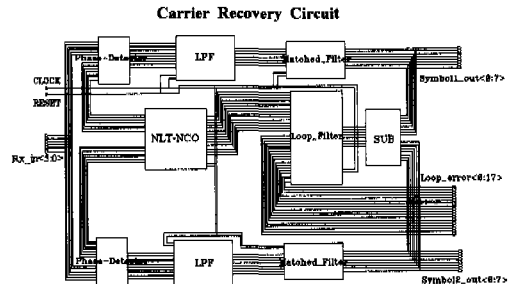 Carrier Recovery Circuit
Phase-Detector
LPF
Matched_Filter
Symbol1_out<0:7>
CLOCK
RESET
NLT-NCO
Loop_Filter
SUB
Rx_in<3:0>
Loop_error<0:17>
Phase-Detector
LPF
Matched_Filter
Symbol2_out<0:7>